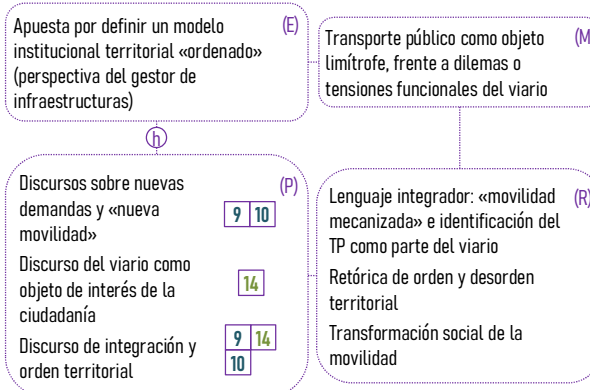 Apuesta por definir un modelo (E)
institucional territorial «ordenado»
(perspectiva del gestor de
infraestructuras)
Transporte público como objeto (M
limítrofe, frente a dilemas o
tensiones funcionales del viario
h
Discursos sobre nuevas (P)
demandas y «nueva 9 10
movilidad»
Discurso del viario como
objeto de interés de la 14
ciudadanía
Discurso de integración y 9 14
orden territorial 10
Lenguaje integrador: «movilidad (R)
mecanizada» e identificación del
TP como parte del viario
Retórica de orden y desorden
territorial
Transformación social de la
movilidad